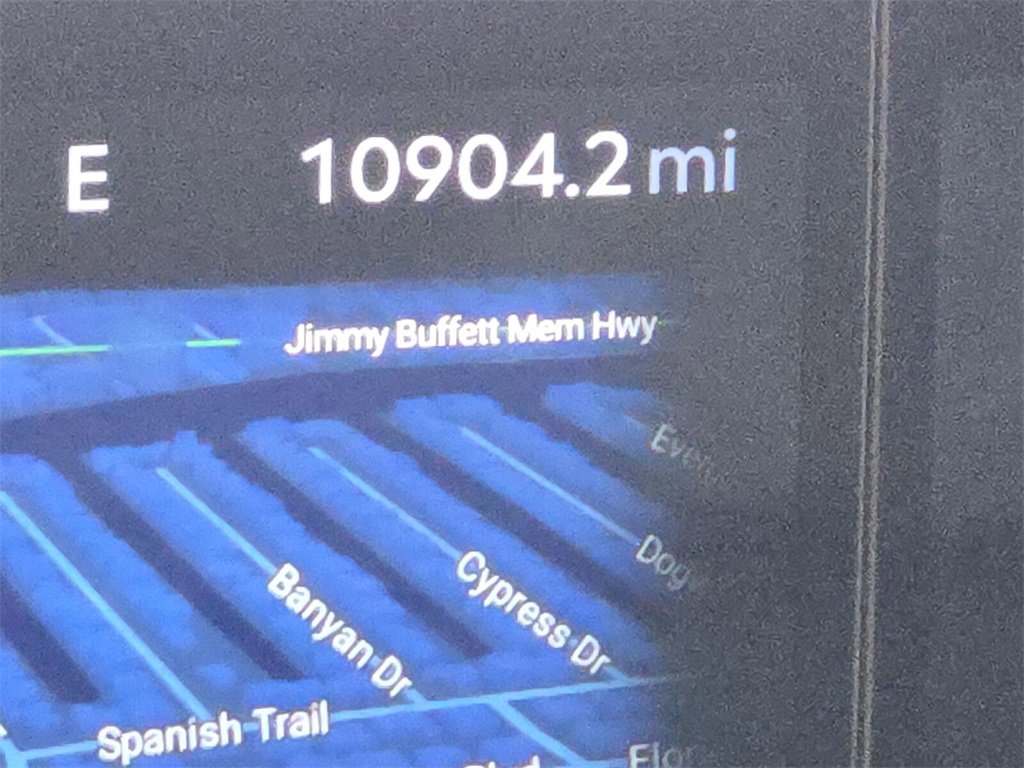 E
10904.2 mi
Jimmy Buffett Mem Hwy
Cypress Dr
Banyan Dr
Spanish Trail